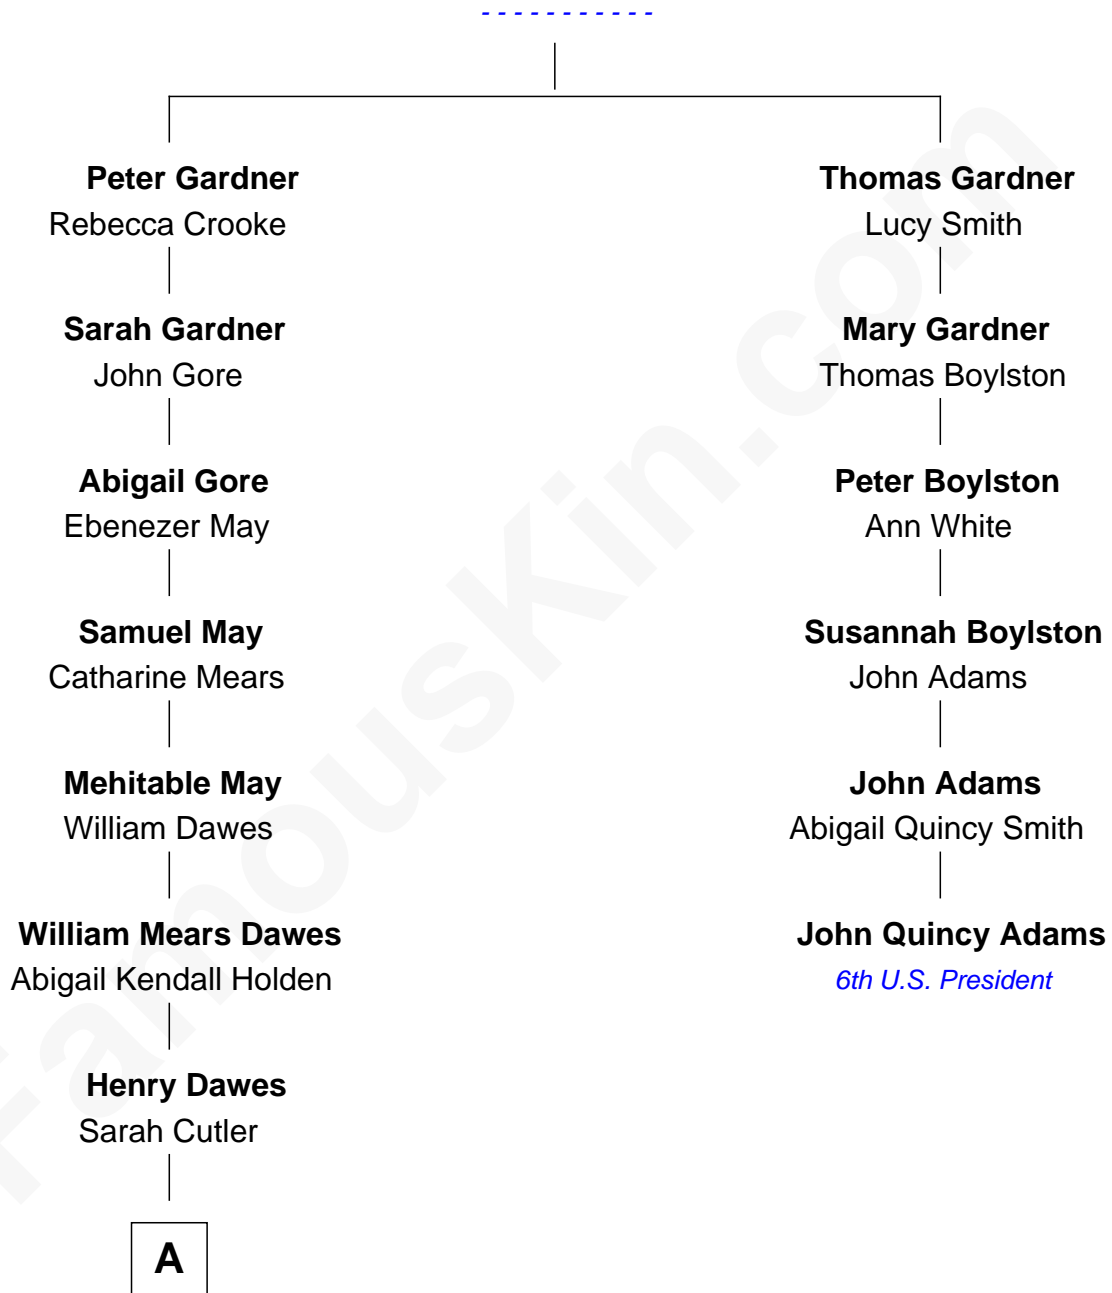 - - - - - - - - - - -
Peter Gardner
Rebecca Crooke
Thomas Gardner
Lucy Smith
Sarah Gardner
John Gore
Mary Gardner
Thomas Boylston
Abigail Gore
Ebenezer May
Peter Boylston
Ann White
Samuel May
Catharine Mears
Susannah Boylston
John Adams
Mehitable May
William Dawes
John Adams
Abigail Quincy Smith
William Mears Dawes
Abigail Kendall Holden
John Quincy Adams
6th U.S. President
Henry Dawes
Sarah Cutler
A
FamousKin.com